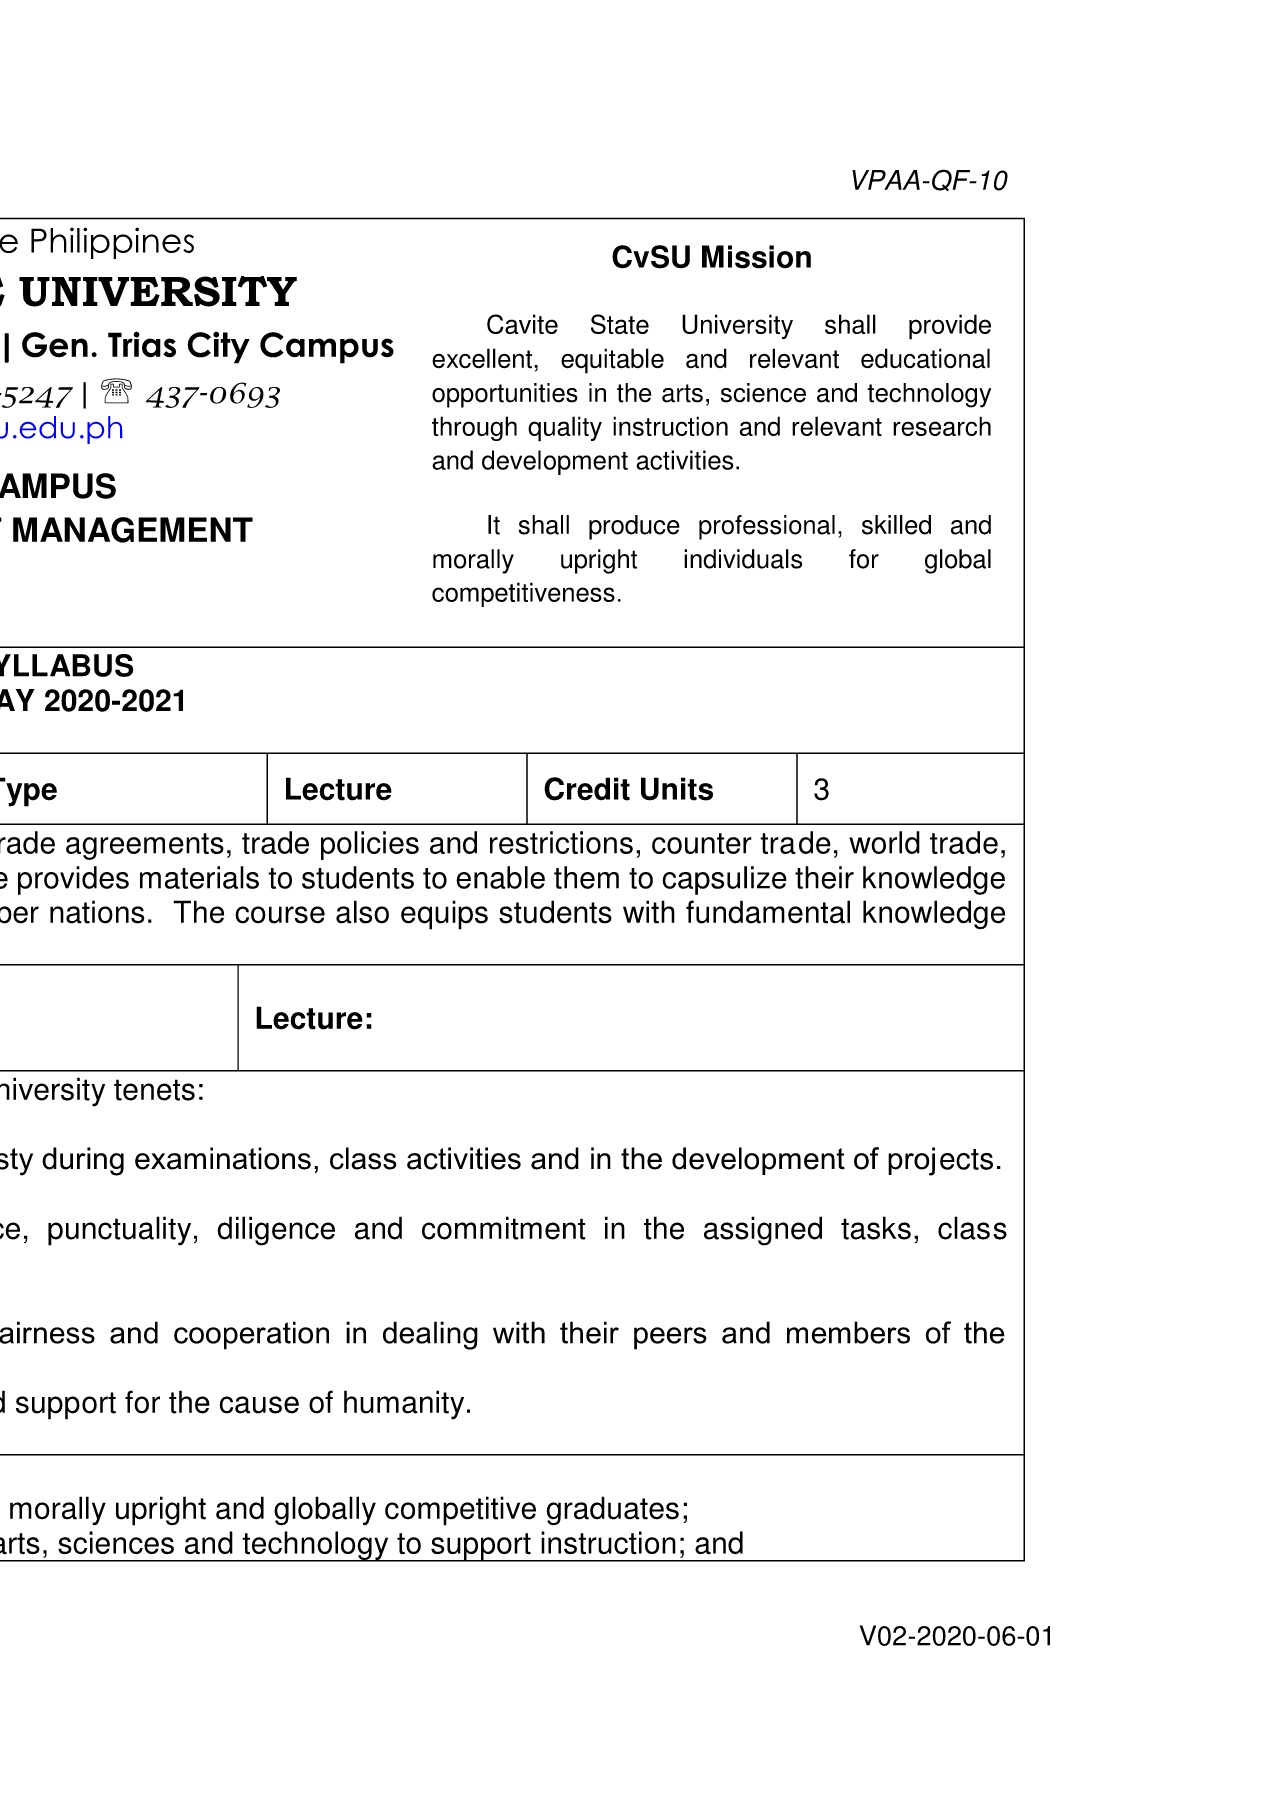 VPAA-QF-10
e Philippines
UNIVERSITY
| Gen. Trias City Campus
-5247 | ☏ 437-0693
u.edu.ph
AMPUS
MANAGEMENT
CvSU Mission
Cavite State University shall provide
excellent, equitable and relevant educational
opportunities in the arts, science and technology
through quality instruction and relevant research
and development activities.
It shall produce professional, skilled and
morally upright individuals for global
competitiveness.
YLLABUS
AY 2020-2021
Type Lecture Credit Units 3
rade agreements, trade policies and restrictions, counter trade, world trade,
e provides materials to students to enable them to capsulize their knowledge
per nations. The course also equips students with fundamental knowledge
Lecture:
niversity tenets:
sty during examinations, class activities and in the development of projects.
ce, punctuality, diligence and commitment in the assigned tasks, class
airness and cooperation in dealing with their peers and members of the
d support for the cause of humanity.
morally upright and globally competitive graduates;
arts, sciences and technology to support instruction; and
V02-2020-06-01